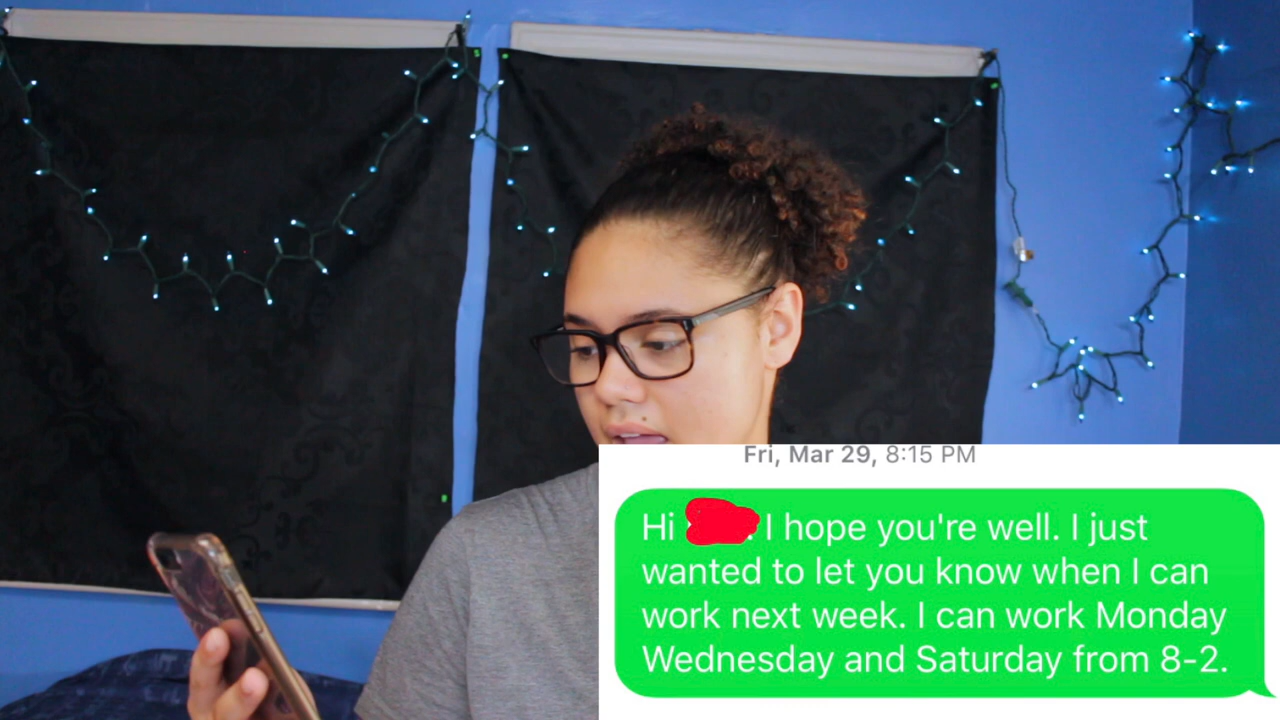 Fri, Mar 29, 8:15 PM
Hi . I hope you're well. I just
wanted to let you know when I can
work next week. I can work Monday
Wednesday and Saturday from 8-2.